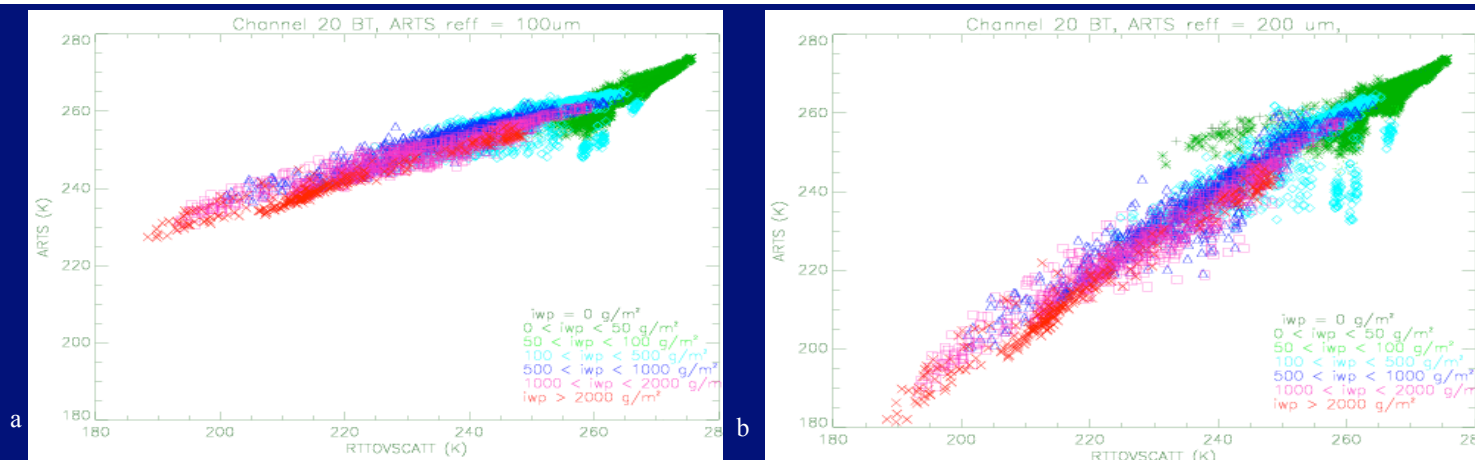 Channel 20 BT, ARTS reff = 100um
280
260
240
220
200
180
ARTS (K)
180
200
220
240
260
28
RTTOVSCATT (K)
iwp = 0 g/m²
0 < iwp < 50 g/m²
50 < iwp < 100 g/m²
100 < iwp < 500 g/m²
500 < iwp < 1000 g/m²
1000 < iwp < 2000 g/m
iwp > 2000 g/m²
a
Channel 20 BT, ARTS reff = 200 um,
280
260
240
220
200
180
ARTS (K)
180
200
220
240
260
28
RTTOVSCATT (K)
iwp = 0 g/m²
0 < iwp < 50 g/m²
50 < iwp < 100 g/m²
100 < iwp < 500 g/m²
500 < iwp < 1000 g/m²
1000 < iwp < 2000 g/m
iwp > 2000 g/m²
b